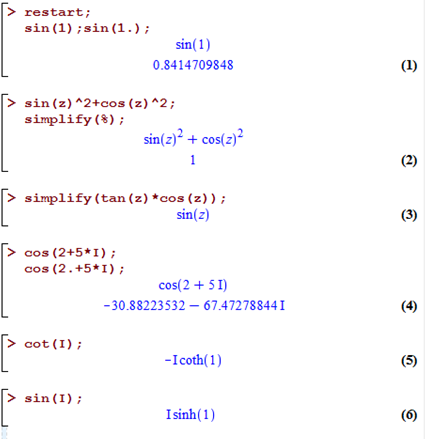 > restart;
sin(1);sin(1.);
sin(1)
0.8414709848 (1)
> sin(z)^2+cos(z)^2;
simplify(%);
sin(z)² + cos(z)²
1 (2)
> simplify(tan(z)*cos(z));
sin(z) (3)
> cos(2+5*I);
cos(2.+5*I);
cos(2 + 5 I)
−30.88223532 − 67.47278844 I (4)
> cot(I);
−I coth(1) (5)
> sin(I);
I sinh(1) (6)